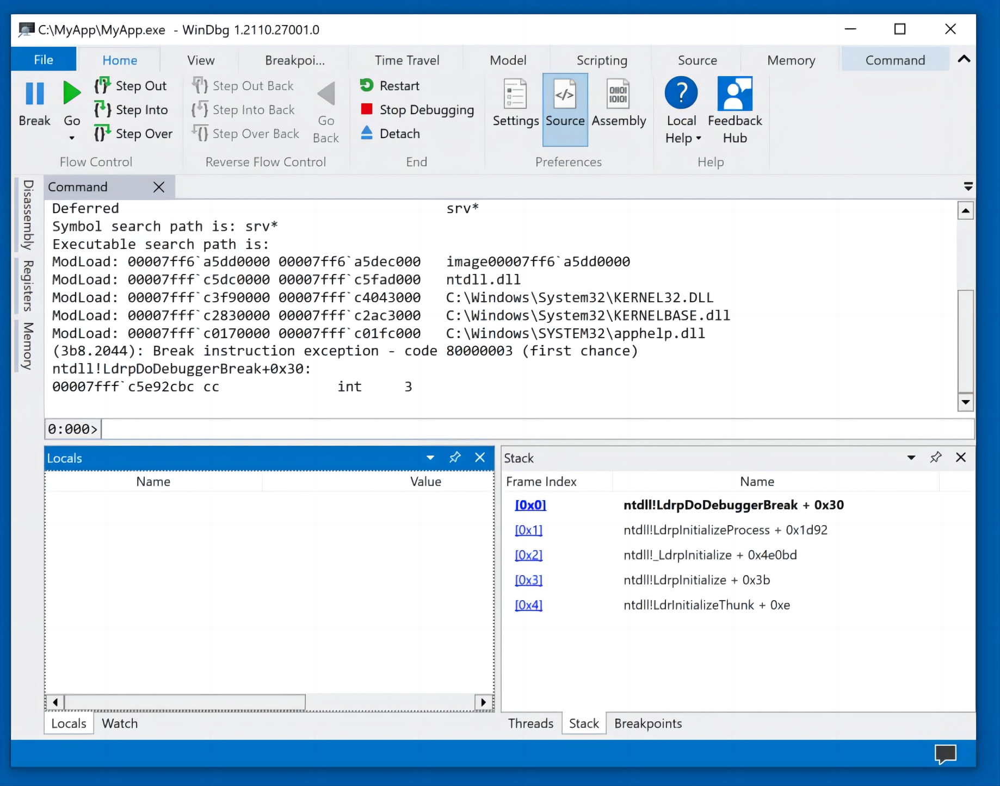 C:\MyApp\MyApp.exe - WinDbg 1.2110.27001.0
File Home View Breakpoi... Time Travel Model Scripting Source Memory Command
Break
Go
Step Out
Step Into
Step Over
Flow Control
Step Out Back
Step Into Back
Step Over Back
Go
Back
Reverse Flow Control
Restart
Stop Debugging
Detach
End
Settings
Source
</>
Assembly
Preferences
?
Local
Help
Feedback
Hub
Help
Disassembly
Registers
Memory
Command
Deferred srv*
Symbol search path is: srv*
Executable search path is:
ModLoad: 00007ff6`a5dd0000 00007ff6`a5dec000 image00007ff6`a5dd0000
ModLoad: 00007fff`c5dc0000 00007fff`c5fad000 ntdll.dll
ModLoad: 00007fff`c3f90000 00007fff`c4043000 C:\Windows\System32\KERNEL32.DLL
ModLoad: 00007fff`c2830000 00007fff`c2ac3000 C:\Windows\System32\KERNELBASE.dll
ModLoad: 00007fff`c0170000 00007fff`c01fc000 C:\Windows\SYSTEM32\apphelp.dll
(3b8.2044): Break instruction exception - code 80000003 (first chance)
ntdll!LdrpDoDebuggerBreak+0x30:
00007fff`c5e92cbc cc int 3
0:000>
Locals
Name Value
Locals Watch
Stack
Frame Index Name
[0x0] ntdll!LdrpDoDebuggerBreak + 0x30
[0x1] ntdll!LdrpInitializeProcess + 0x1d92
[0x2] ntdll!_LdrpInitialize + 0x4e0bd
[0x3] ntdll!LdrpInitialize + 0x3b
[0x4] ntdll!LdrInitializeThunk + 0xe
Threads Stack Breakpoints